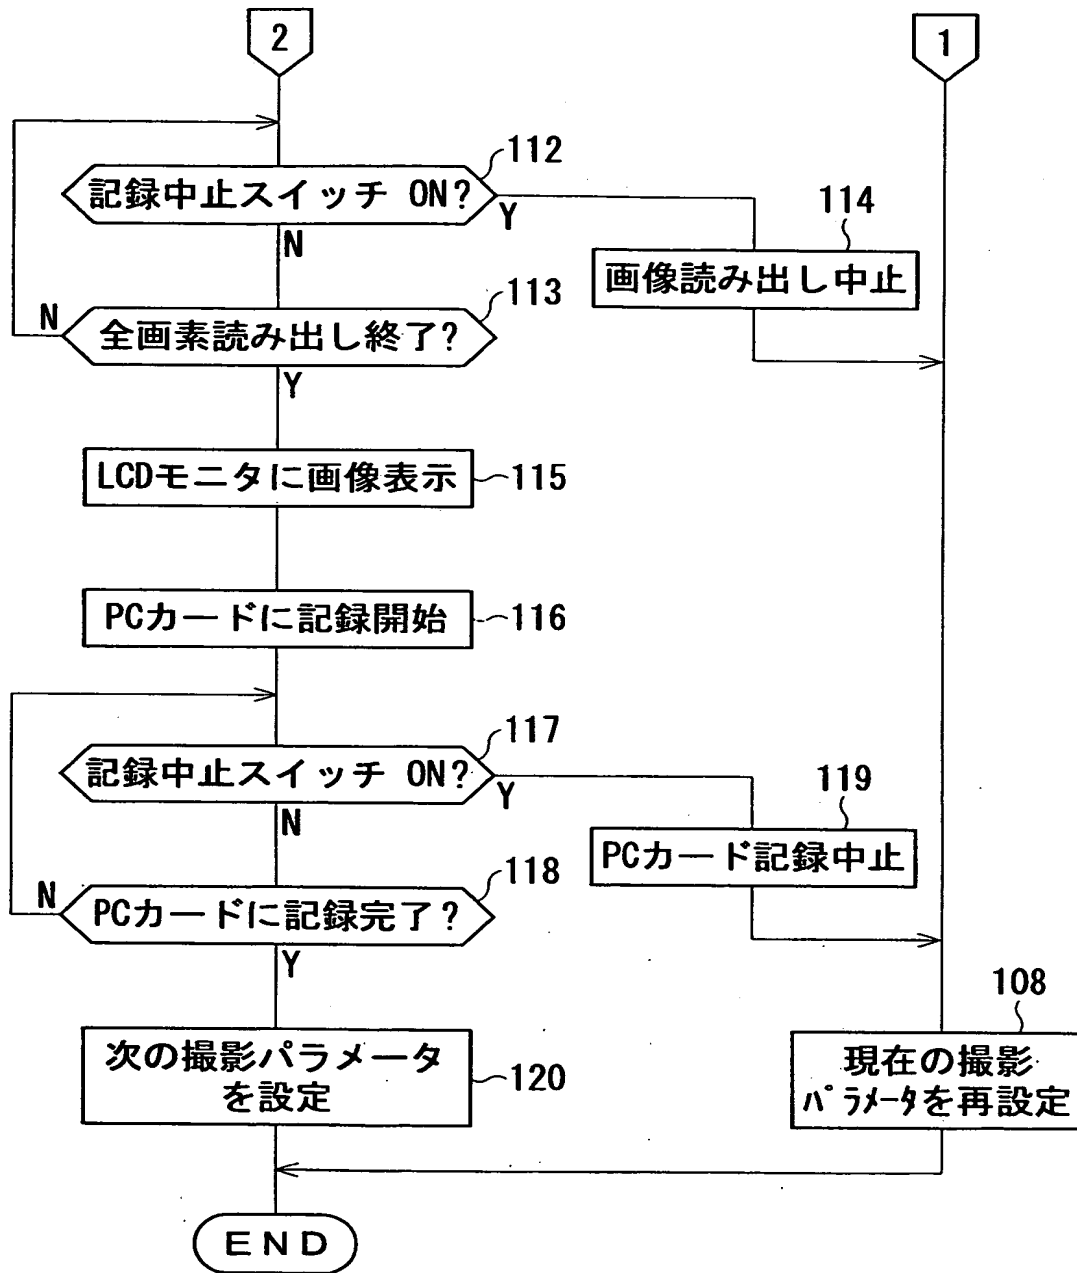 2
1
112
記録中止スイッチ ON?
Y
N
114
画像読み出し中止
113
N
全画素読み出し終了?
Y
LCDモニタに画像表示
115
PCカードに記録開始
116
117
記録中止スイッチ ON?
Y
N
119
PCカード記録中止
118
N
PCカードに記録完了?
Y
108
次の撮影パラメータ
を設定
120
現在の撮影
パラメータを再設定
END